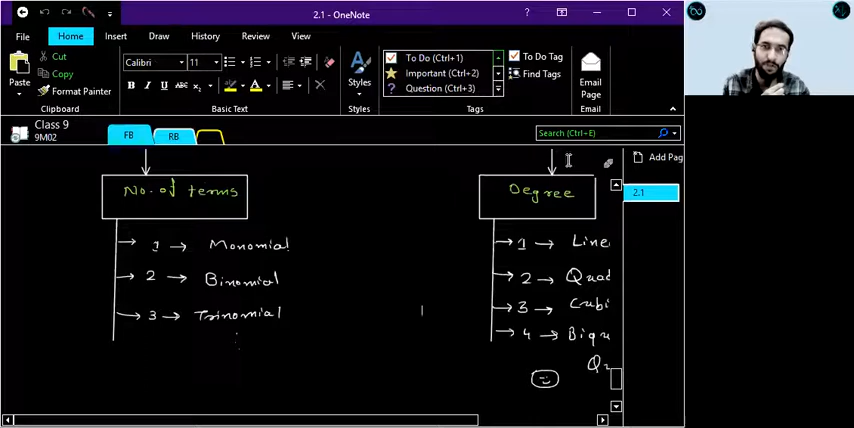 2.1 - OneNote
File Home Insert Draw History Review View
Paste
Cut
Copy
Format Painter
Clipboard
Calibri 11
B I U ABC A
Basic Text
Styles
Styles
To Do (Ctrl+1)
Important (Ctrl+2)
Question (Ctrl+3)
To Do Tag
Find Tags
Tags
Email
Page
Email
Class 9
9M02
FB
RB
Search (Ctrl+E)
Add Pag
2.1
No. of terms
1 → Monomial
2 → Binomial
3 → Trinomial
Degree
1 → Line
2 → Quad
3 → Cubi
4 → Biqu
Qu